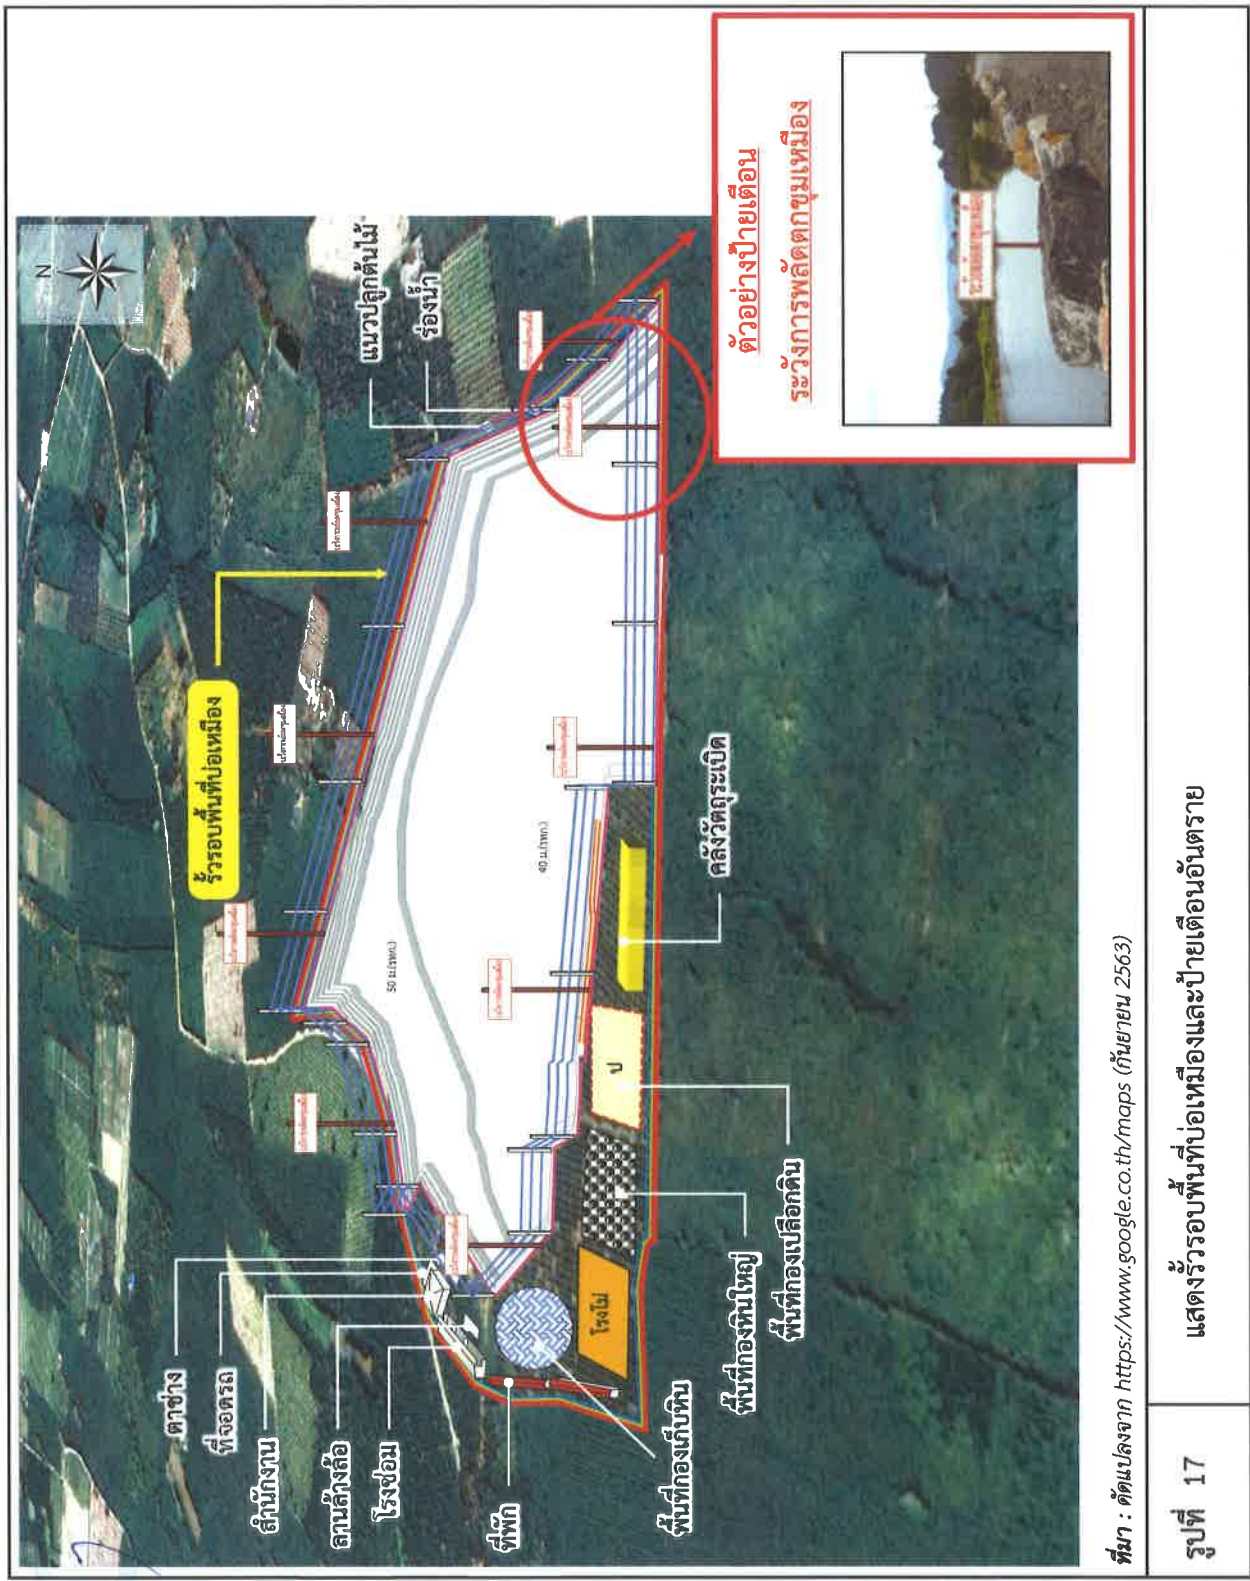 N
แนวปลูกต้นไม้
ร่องน้ำ
รั้วรอบพื้นที่บ่อเหมือง
ตัวอย่างป้ายเตือน
ระวังการพลัดตกขุมเหมือง
50 ม.(รทก.)
40 ม.(รทก.)
คลังวัตถุระเบิด
ป
โรงโม่
ตาชั่ง
ที่จอดรถ
สำนักงาน
ลานล้างล้อ
โรงซ่อม
ที่พัก
พื้นที่กองเก็บหิน
พื้นที่กองหินใหญ่
พื้นที่กองเปลือกดิน
ที่มา : ดัดแปลงจาก https://www.google.co.th/maps (กันยายน 2563)
รูปที่ 17
แสดงรั้วรอบพื้นที่บ่อเหมืองและป้ายเตือนอันตราย